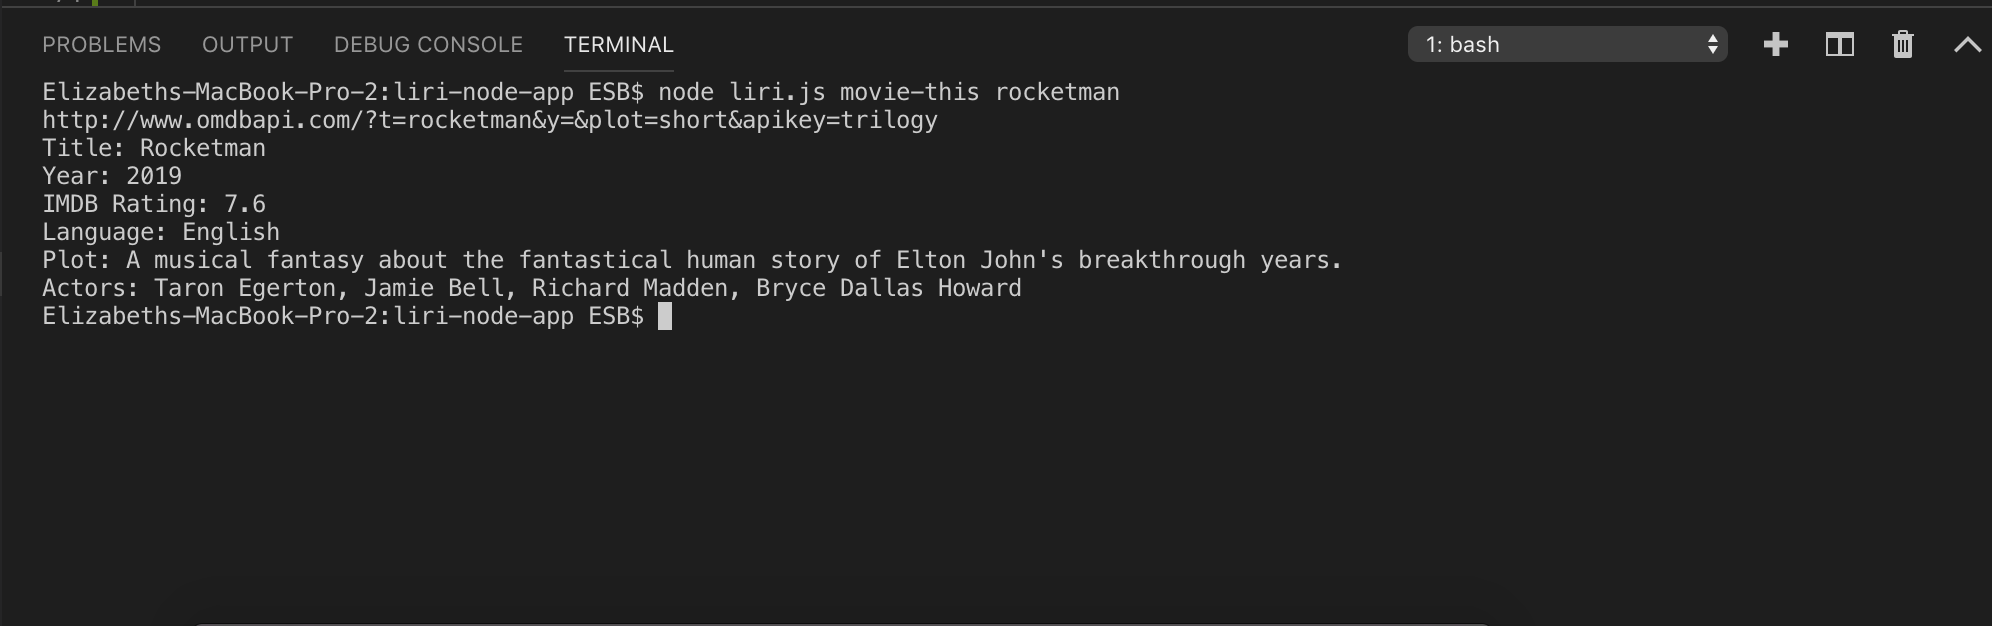 PROBLEMS OUTPUT DEBUG CONSOLE TERMINAL 1: bash
Elizabeths-MacBook-Pro-2:liri-node-app ESB$ node liri.js movie-this rocketman
http://www.omdbapi.com/?t=rocketman&y=&plot=short&apikey=trilogy
Title: Rocketman
Year: 2019
IMDB Rating: 7.6
Language: English
Plot: A musical fantasy about the fantastical human story of Elton John's breakthrough years.
Actors: Taron Egerton, Jamie Bell, Richard Madden, Bryce Dallas Howard
Elizabeths-MacBook-Pro-2:liri-node-app ESB$